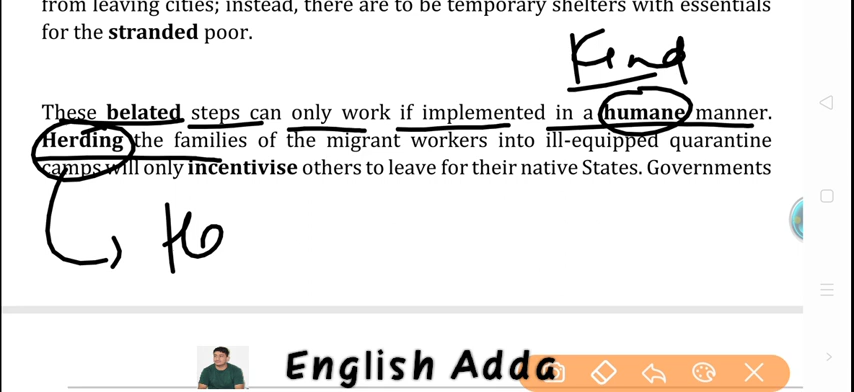 from leaving cities; instead, there are to be temporary shelters with essentials
for the stranded poor.
Kind
These belated steps can only work if implemented in a humane manner.
Herding the families of the migrant workers into ill-equipped quarantine
camps will only incentivise others to leave for their native States. Governments
Ho
English Adda